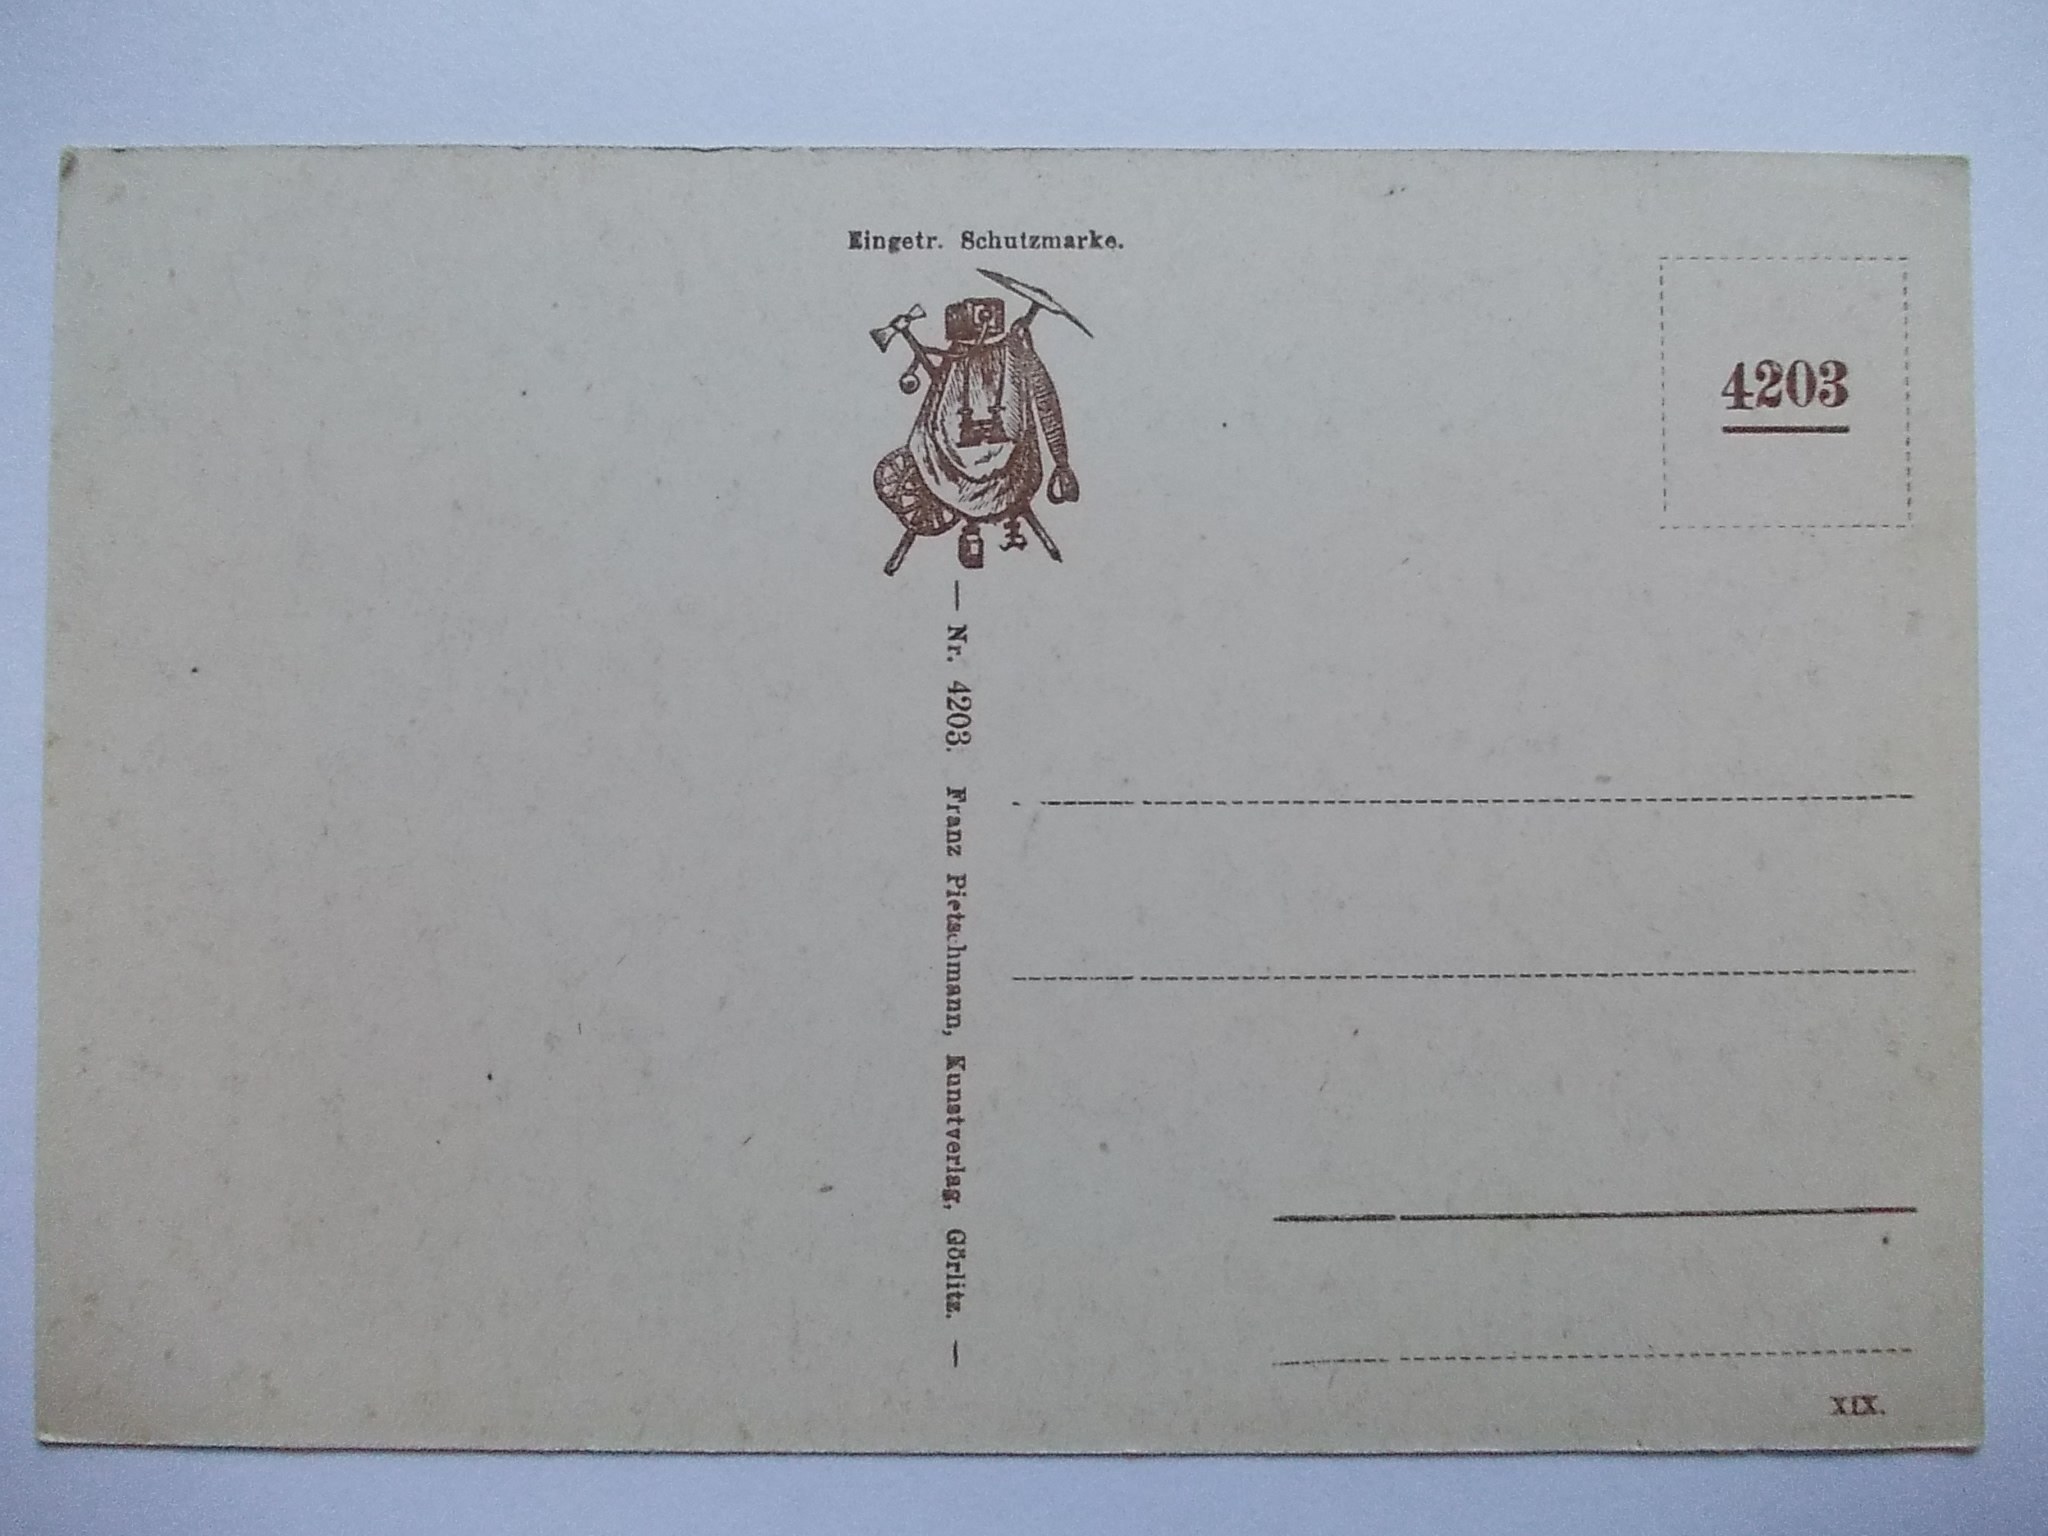 Eingetr. Schutzmarke.
4203
— Nr. 4203. Franz Pietschmann, Kunstverlag, Görlitz. —
XIX.